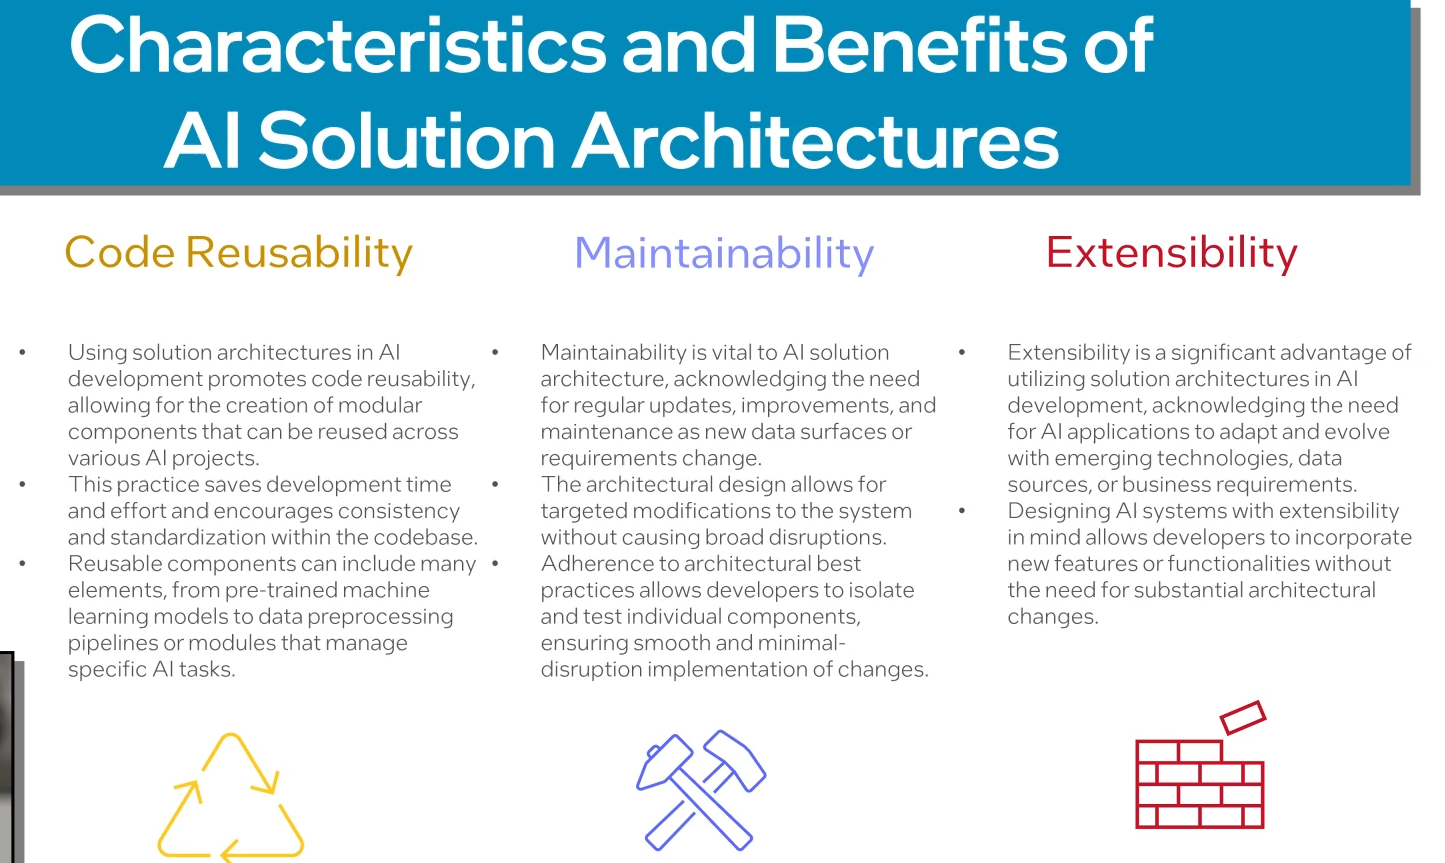 Characteristics and Benefits of
AI Solution Architectures
Code Reusability
• Using solution architectures in AI
development promotes code reusability,
allowing for the creation of modular
components that can be reused across
various AI projects.
• This practice saves development time
and effort and encourages consistency
and standardization within the codebase.
• Reusable components can include many
elements, from pre-trained machine
learning models to data preprocessing
pipelines or modules that manage
specific AI tasks.
Maintainability
• Maintainability is vital to AI solution
architecture, acknowledging the need
for regular updates, improvements, and
maintenance as new data surfaces or
requirements change.
• The architectural design allows for
targeted modifications to the system
without causing broad disruptions.
• Adherence to architectural best
practices allows developers to isolate
and test individual components,
ensuring smooth and minimal-
disruption implementation of changes.
Extensibility
• Extensibility is a significant advantage of
utilizing solution architectures in AI
development, acknowledging the need
for AI applications to adapt and evolve
with emerging technologies, data
sources, or business requirements.
• Designing AI systems with extensibility
in mind allows developers to incorporate
new features or functionalities without
the need for substantial architectural
changes.